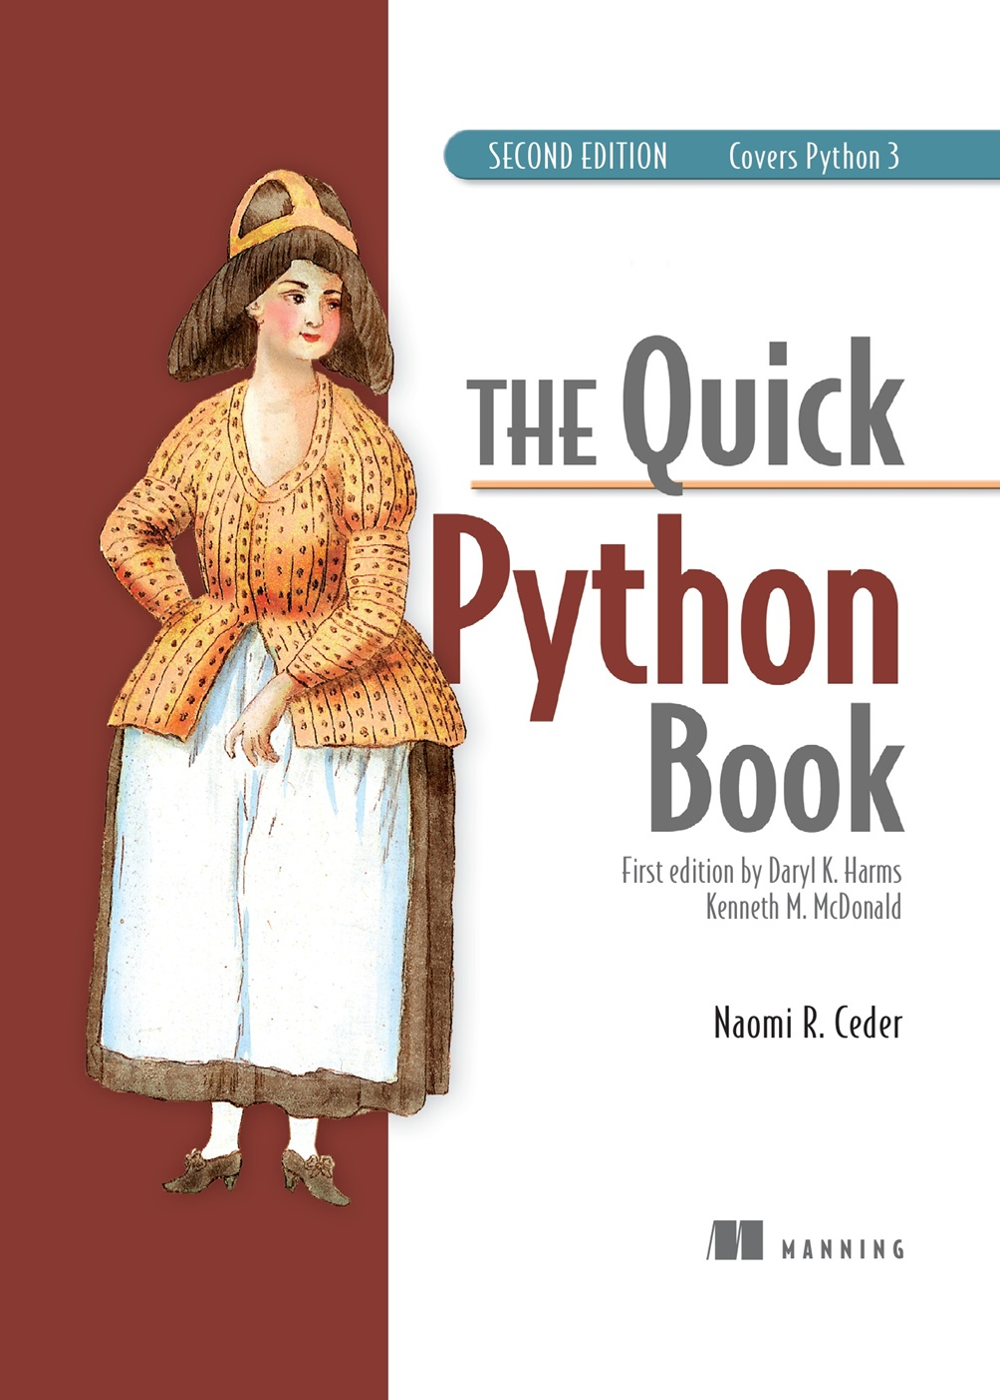 SECOND EDITION Covers Python 3
THE Quick
Python
Book
First edition by Daryl K. Harms
Kenneth M. McDonald
Naomi R. Ceder
MANNING